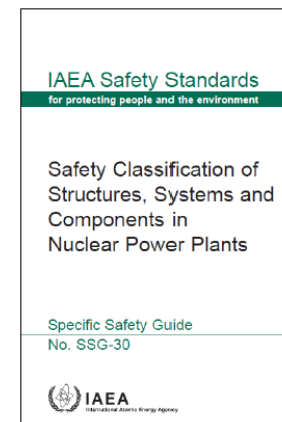 IAEA Safety Standards
for protecting people and the environment
Safety Classification of
Structures, Systems and
Components in
Nuclear Power Plants
Specific Safety Guide
No. SSG-30
IAEA
International Atomic Energy Agency